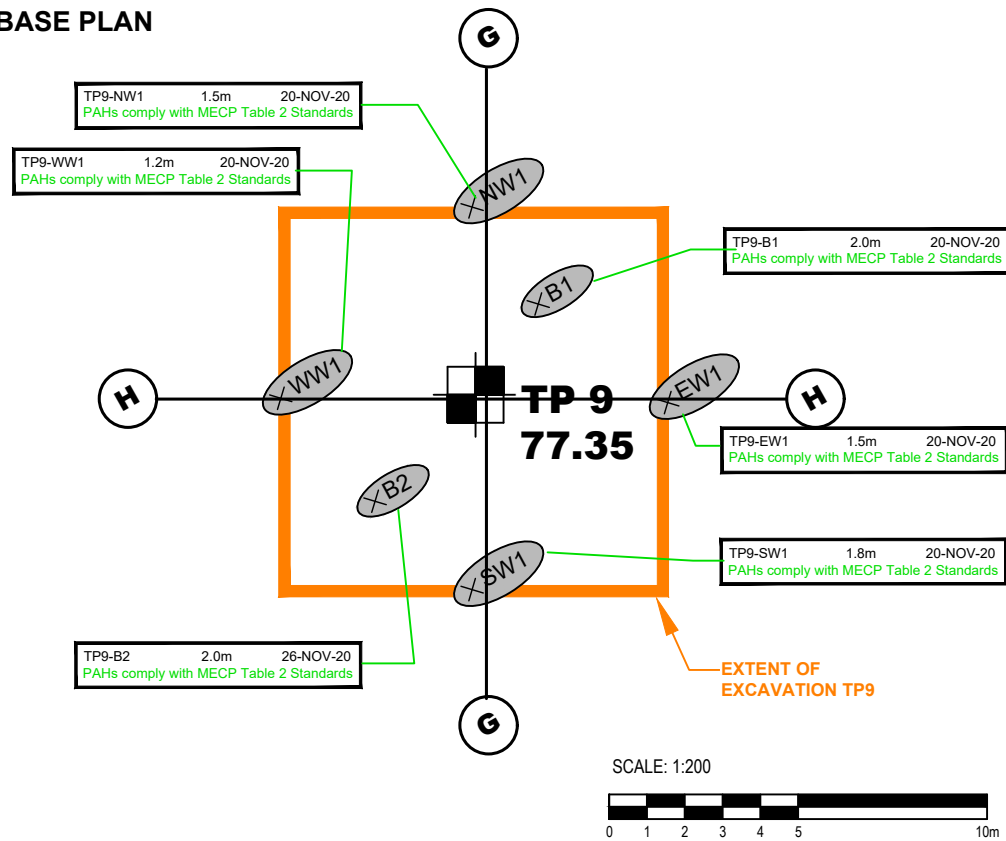 BASE PLAN
G
TP9-NW1 1.5m 20-NOV-20
PAHs comply with MECP Table 2 Standards
TP9-WW1 1.2m 20-NOV-20
PAHs comply with MECP Table 2 Standards
NW1
TP9-B1 2.0m 20-NOV-20
PAHs comply with MECP Table 2 Standards
B1
H
WW1
TP 9
77.35
EW1
H
TP9-EW1 1.5m 20-NOV-20
PAHs comply with MECP Table 2 Standards
B2
SW1
TP9-SW1 1.8m 20-NOV-20
PAHs comply with MECP Table 2 Standards
TP9-B2 2.0m 26-NOV-20
PAHs comply with MECP Table 2 Standards
EXTENT OF
EXCAVATION TP9
G
SCALE: 1:200
0 1 2 3 4 5 10m